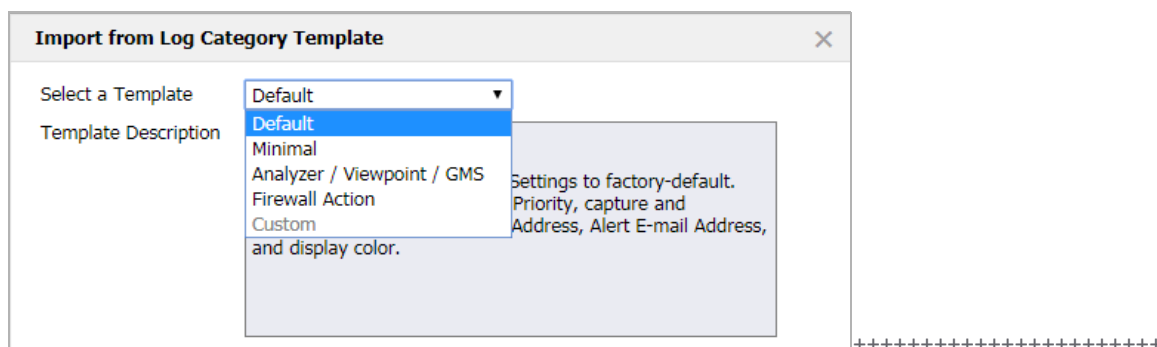 Import from Log Category Template
Select a Template
Default
Template Description
Default
Minimal
Analyzer / Viewpoint / GMS
Firewall Action
Custom
Settings to factory-default.
Priority, capture and
Address, Alert E-mail Address,
and display color.
+++++++++++++++++++++++